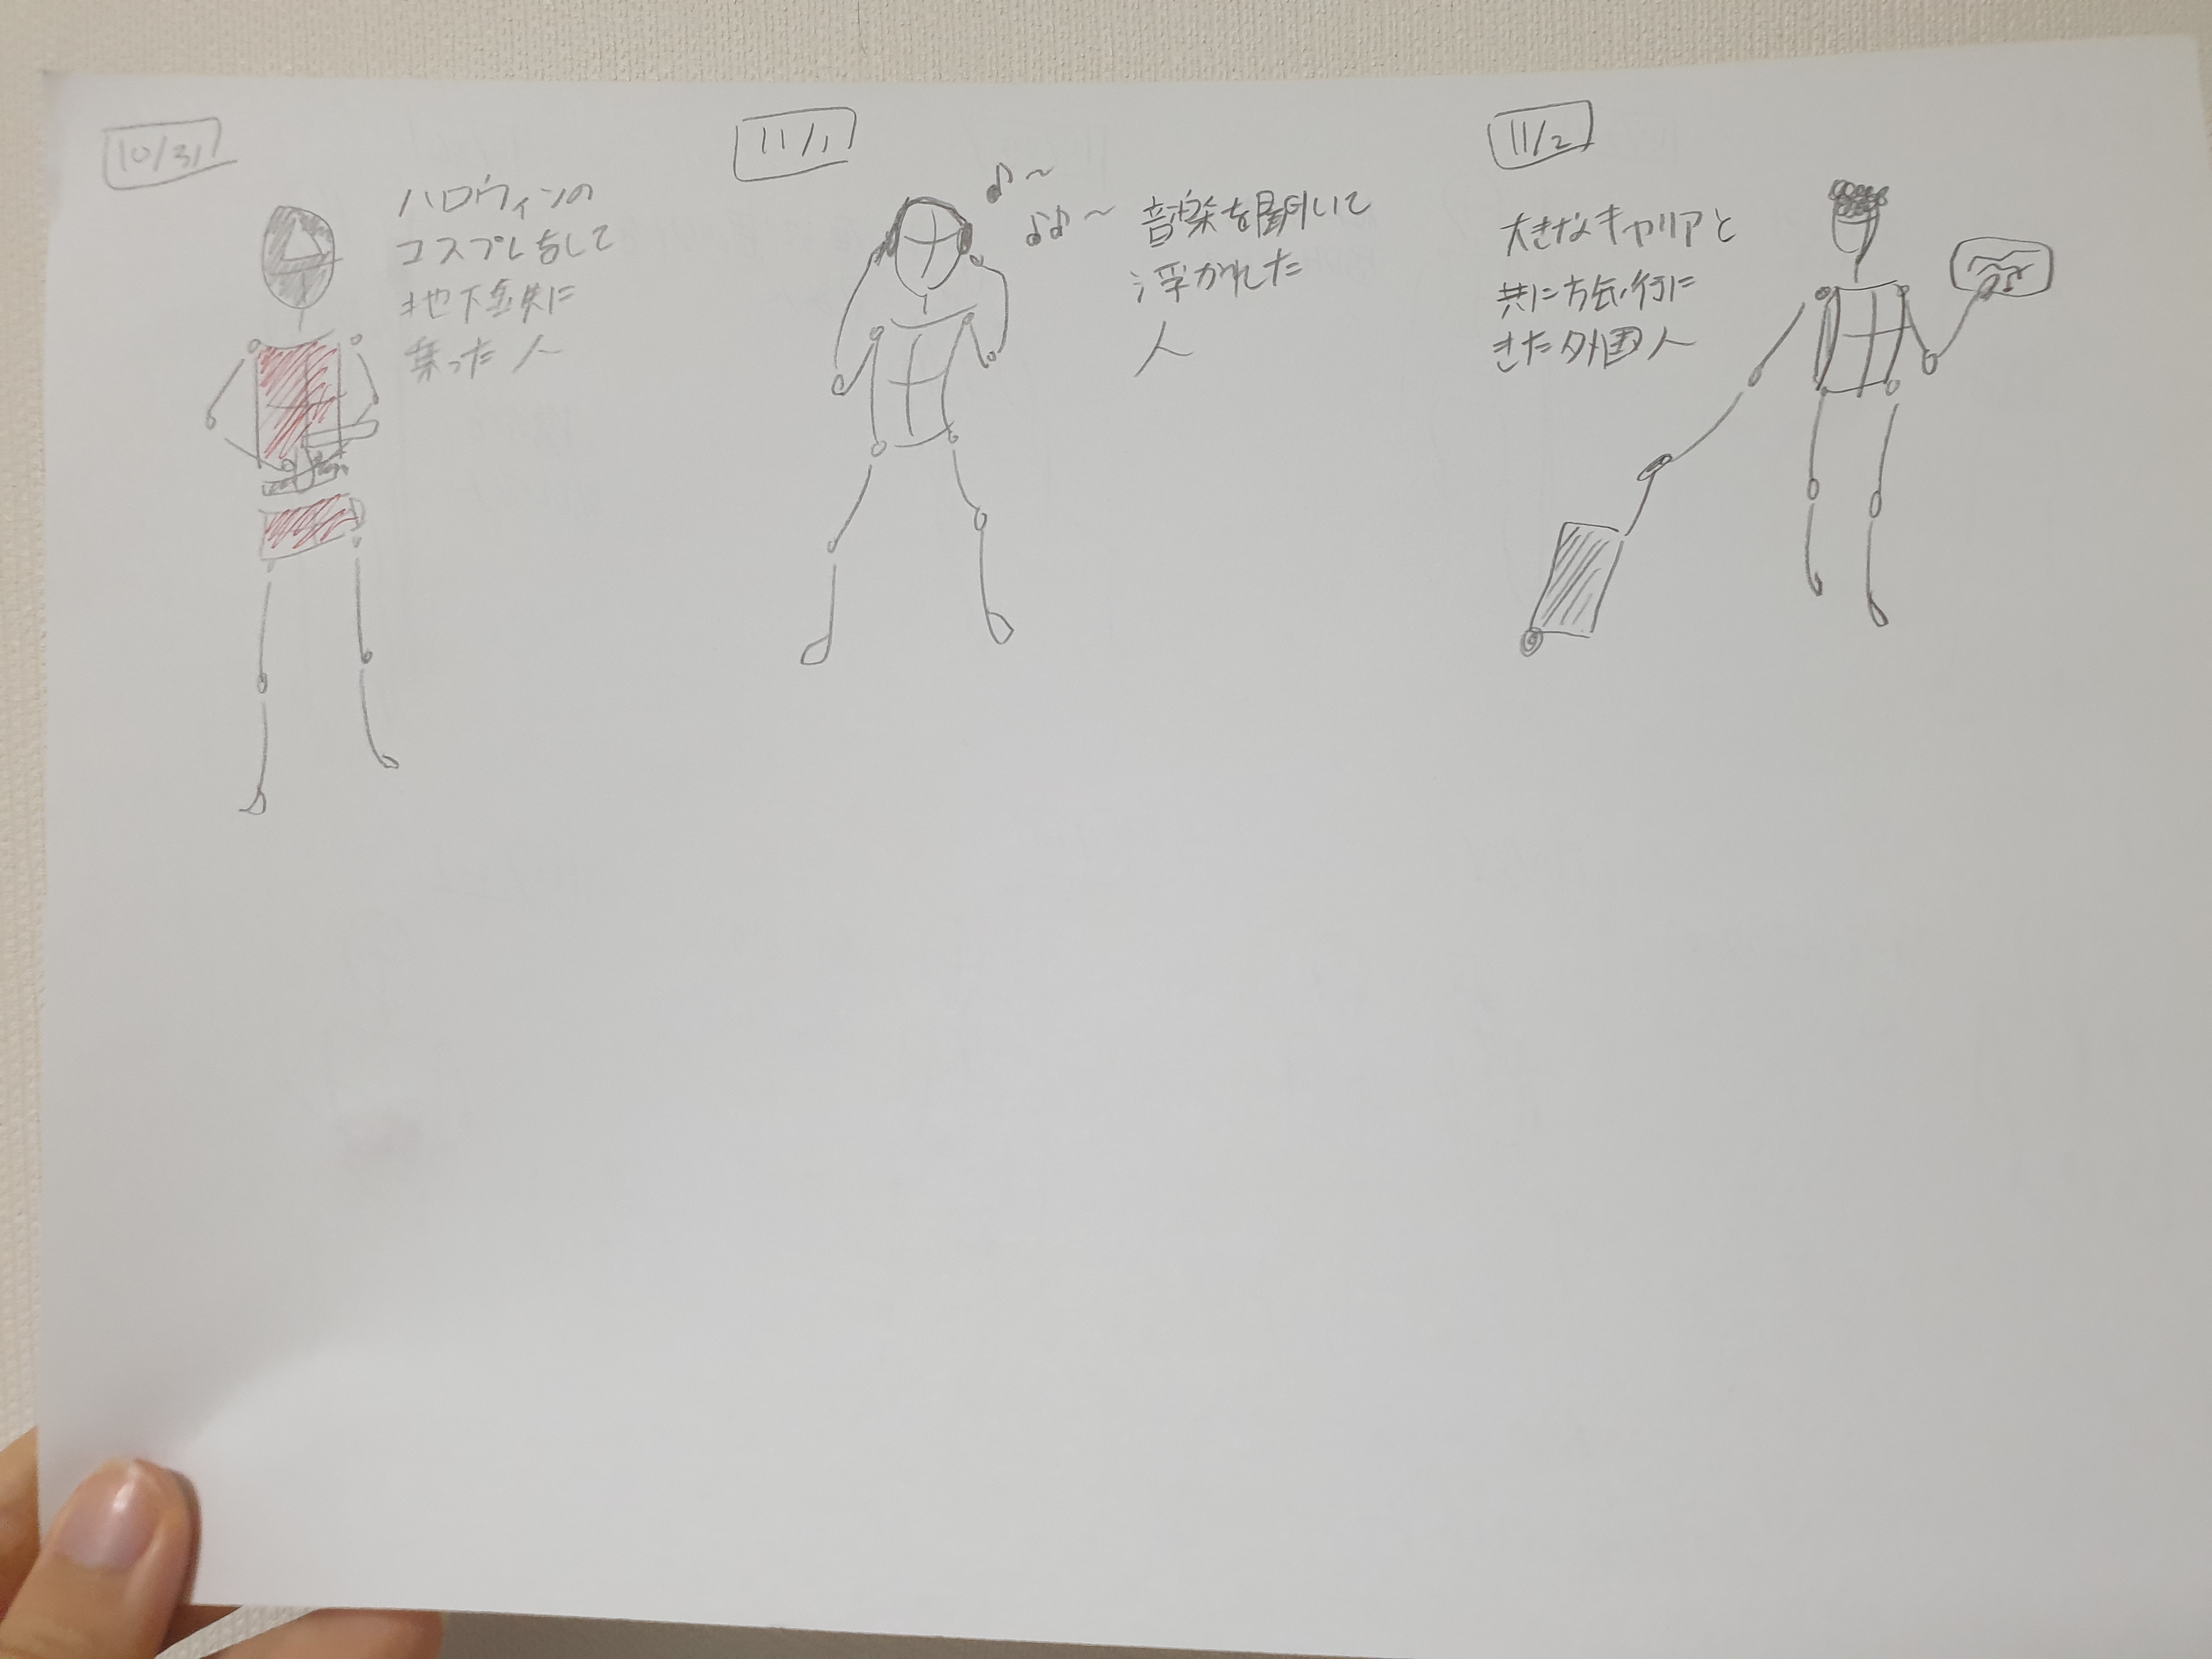 10/31
ハロウィンの
コスプレをして
地下鉄に
乗った人
11/1
音楽を聞いて
浮かれた
人
11/2
大きなキャリアと
共に旅行に
きた外国人